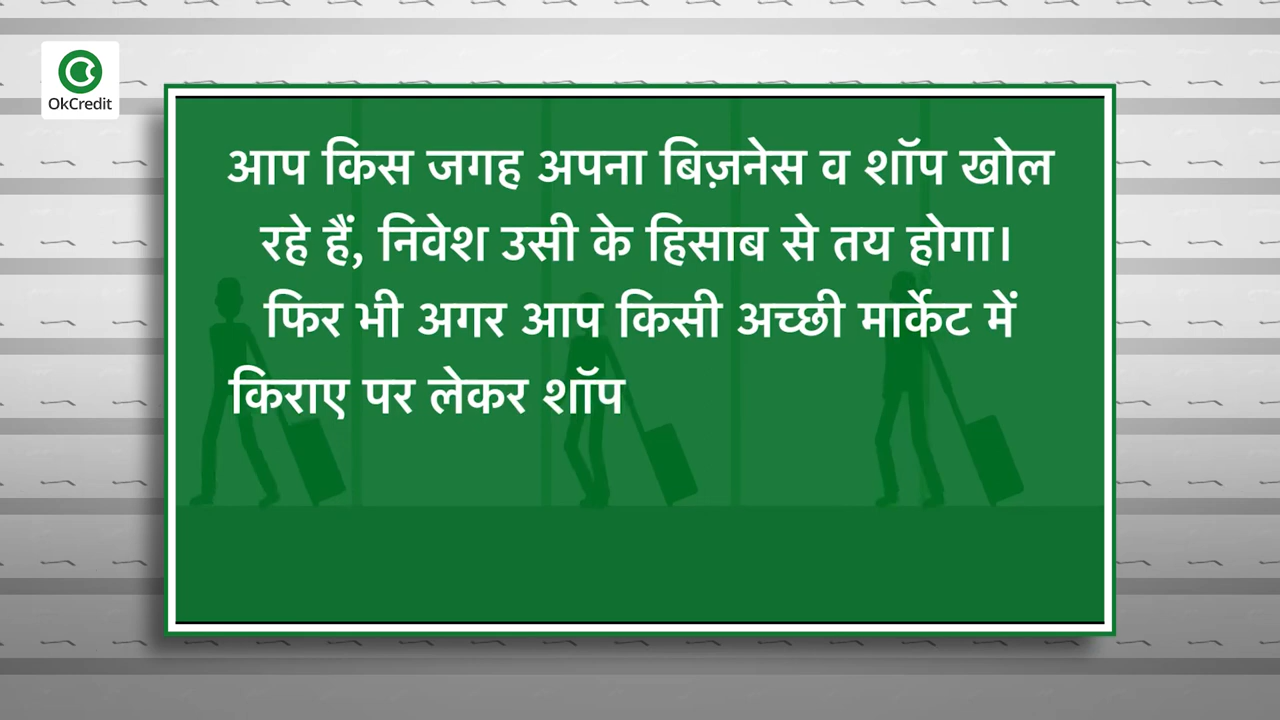 OkCredit
आप किस जगह अपना बिज़नेस व शॉप खोल
रहे हैं, निवेश उसी के हिसाब से तय होगा।
फिर भी अगर आप किसी अच्छी मार्केट में
किराए पर लेकर शॉप